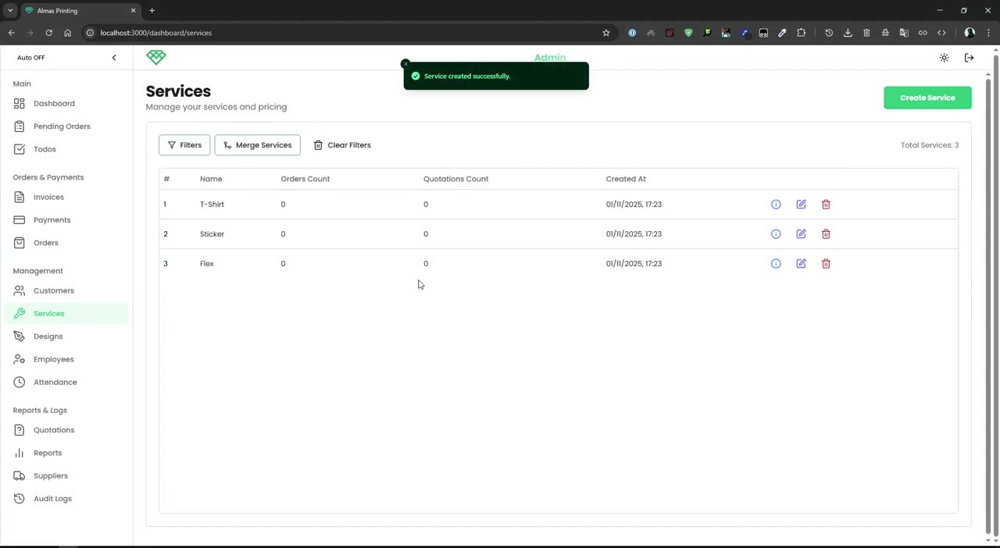 Almas Printing
localhost:3000/dashboard/services
Auto OFF
Admin
Service created successfully.
Main
Dashboard
Pending Orders
Todos
Orders & Payments
Invoices
Payments
Orders
Management
Customers
Services
Designs
Employees
Attendance
Reports & Logs
Quotations
Reports
Suppliers
Audit Logs
Services
Manage your services and pricing
Create Service
Filters
Merge Services
Clear Filters
Total Services: 3
# Name Orders Count Quotations Count Created At
1 T-Shirt 0 0 01/11/2025, 17:23
2 Sticker 0 0 01/11/2025, 17:23
3 Flex 0 0 01/11/2025, 17:23